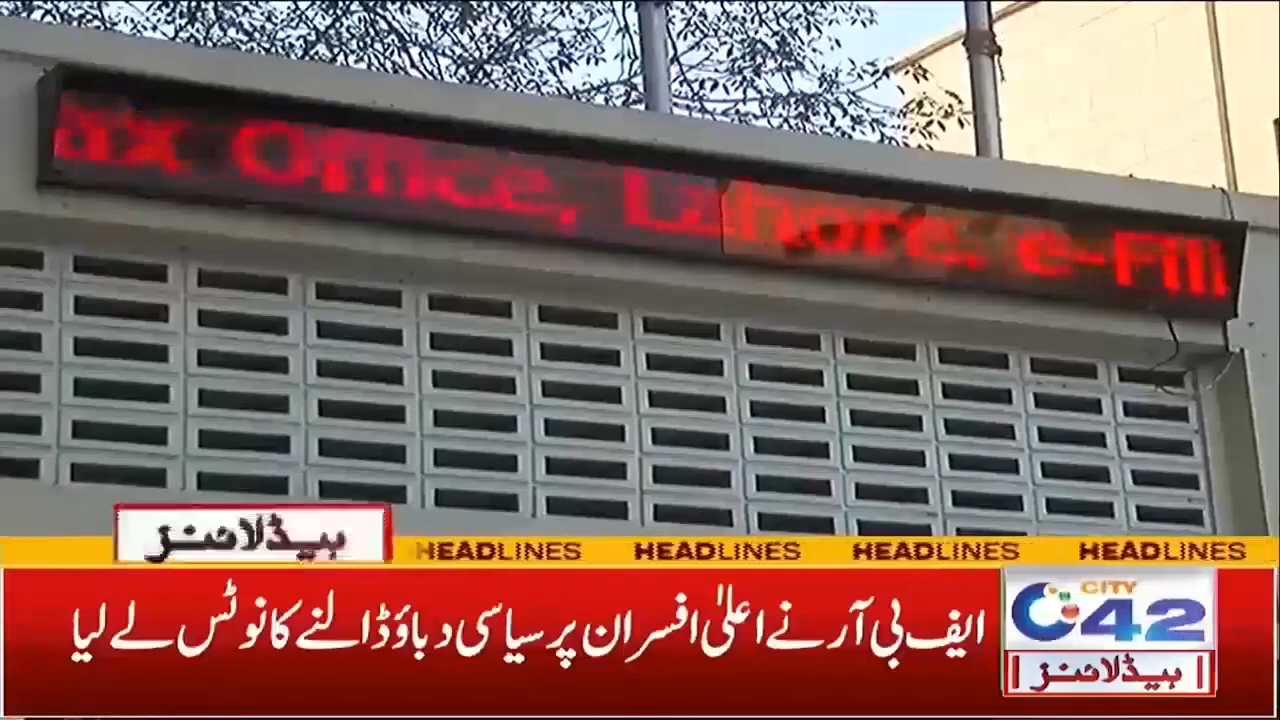 ax Office, Lahore. e-Fili
ہیڈلائنز
HEADLINES HEADLINES HEADLINES HEADLINES
ایف بی آر نے اعلیٰ افسران پر سیاسی دباؤ ڈالنے کا نوٹس لے لیا
CITY
42
ہیڈلائنز